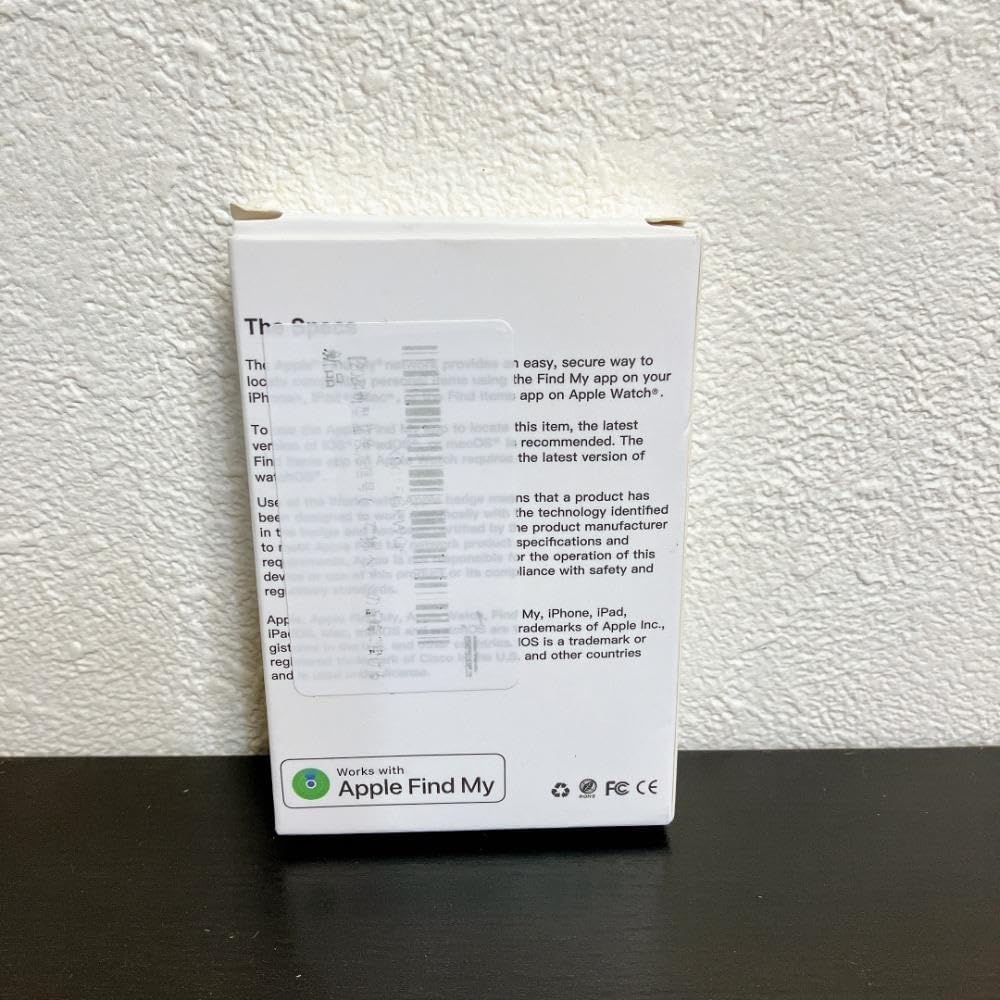 The Specs
The Apple® Find My® network provides an easy, secure way to
locate compatible personal items using the Find My app on your
iPhone®, iPad®, Mac®, or the Find Items app on Apple Watch®.
To use the Apple Find My app to locate this item, the latest
version of iOS®, iPadOS®, or macOS® is recommended. The
Find Items app on Apple Watch requires the latest version of
watchOS®.
Use of the Works with Apple badge means that a product has
been designed to work specifically with the technology identified
in the badge and has been certified by the product manufacturer
to meet Apple Find My network product specifications and
requirements. Apple is not responsible for the operation of this
device or use of this product or its compliance with safety and
regulatory standards.
Apple, Apple Find My, Apple Watch, Find My, iPhone, iPad,
iPadOS, Mac, macOS and watchOS are trademarks of Apple Inc.,
registered in the U.S. and other countries. IOS is a trademark or
registered trademark of Cisco in the U.S. and other countries
and is used under license.
Works with
Apple Find My
RoHS FC CE